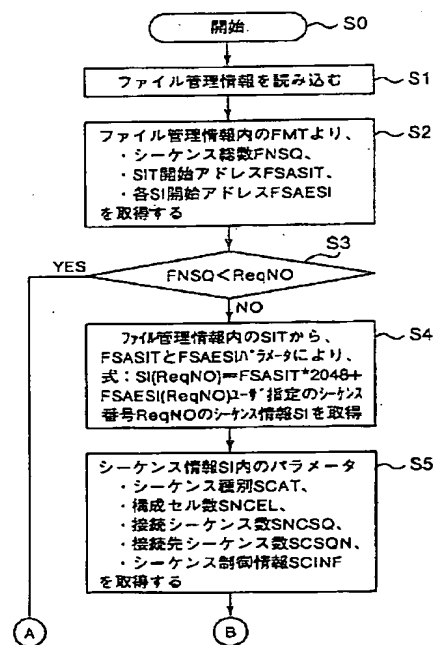 開始
S0
ファイル管理情報を読み込む
S1
ファイル管理情報内のFMTより、
・シーケンス総数FNSQ、
・SIT開始アドレスFSASIT、
・各SI開始アドレスFSAESI
を取得する
S2
S3
YES
FNSQ<ReqNO
NO
ファイル管理情報内のSITから、
FSASITとFSAESIパラメータにより、
式：SI(ReqNO)=FSASIT*2048+
FSAESI(ReqNO)ユーザ指定のシーケンス
番号ReqNOのシーケンス情報SIを取得
S4
シーケンス情報SI内のパラメータ
・シーケンス種別SCAT、
・構成セル数SNCEL、
・接続シーケンス数SNCSQ、
・接続先シーケンス数SCSQN、
・シーケンス制御情報SCINF
を取得する
S5
A
B